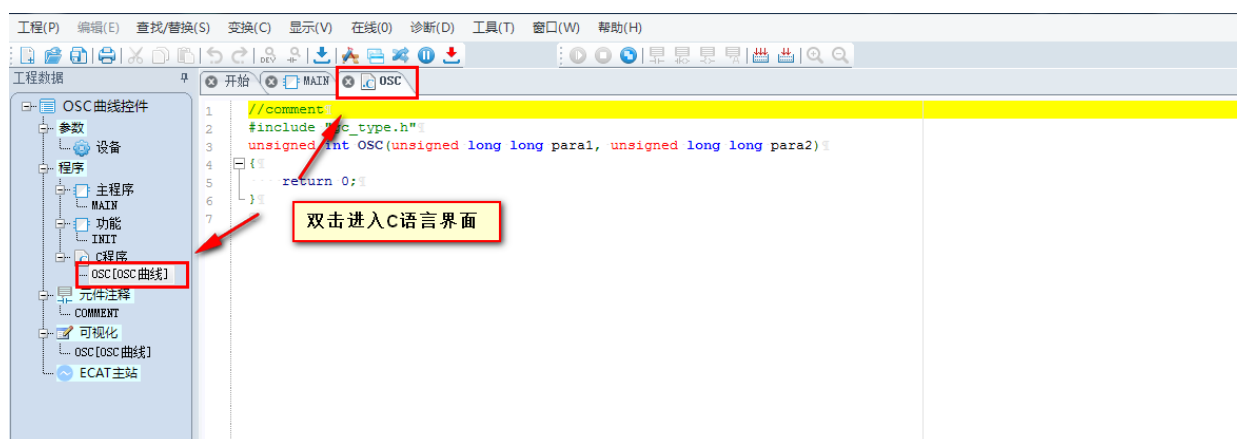 工程(P) 编辑(E) 查找/替换(S) 变换(C) 显示(V) 在线(O) 诊断(D) 工具(T) 窗口(W) 帮助(H)
工程数据
开始 MAIN .c OSC
OSC曲线控件
参数
设备
程序
主程序
MAIN
功能
INIT
C程序
OSC[OSC曲线]
元件注释
COMMENT
可视化
OSC[OSC曲线]
ECAT主站
1 //comment
2 #include "gc_type.h"
3 unsigned int OSC(unsigned long long para1, unsigned long long para2)
4 {
5 return 0;
6 }
7
双击进入C语言界面